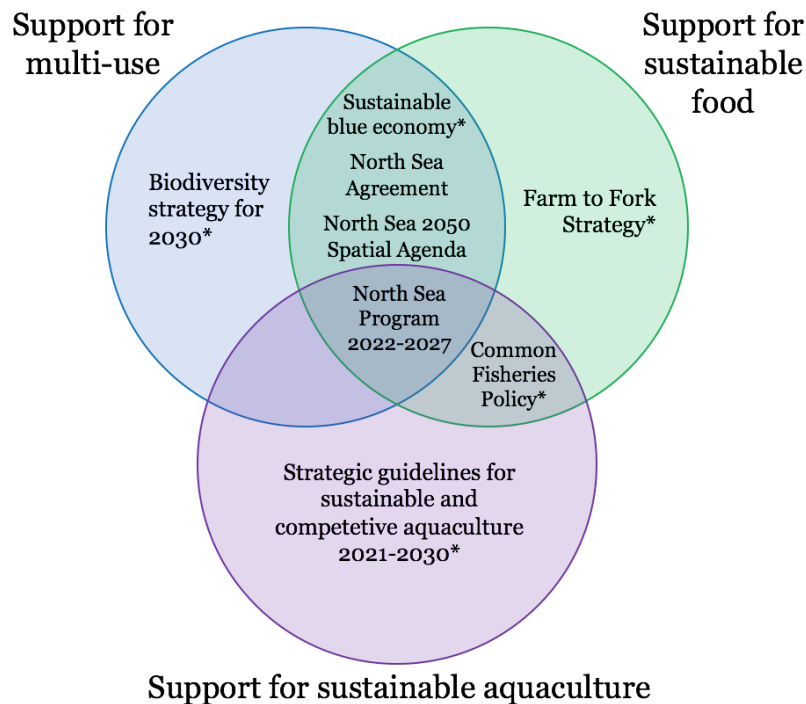 Support for
multi-use
Support for
sustainable
food
Sustainable
blue economy*
North Sea
Agreement
North Sea 2050
Spatial Agenda
Biodiversity
strategy for
2030*
Farm to Fork
Strategy*
North Sea
Program
2022-2027
Common
Fisheries
Policy*
Strategic guidelines for
sustainable and
competetive aquaculture
2021-2030*
Support for sustainable aquaculture